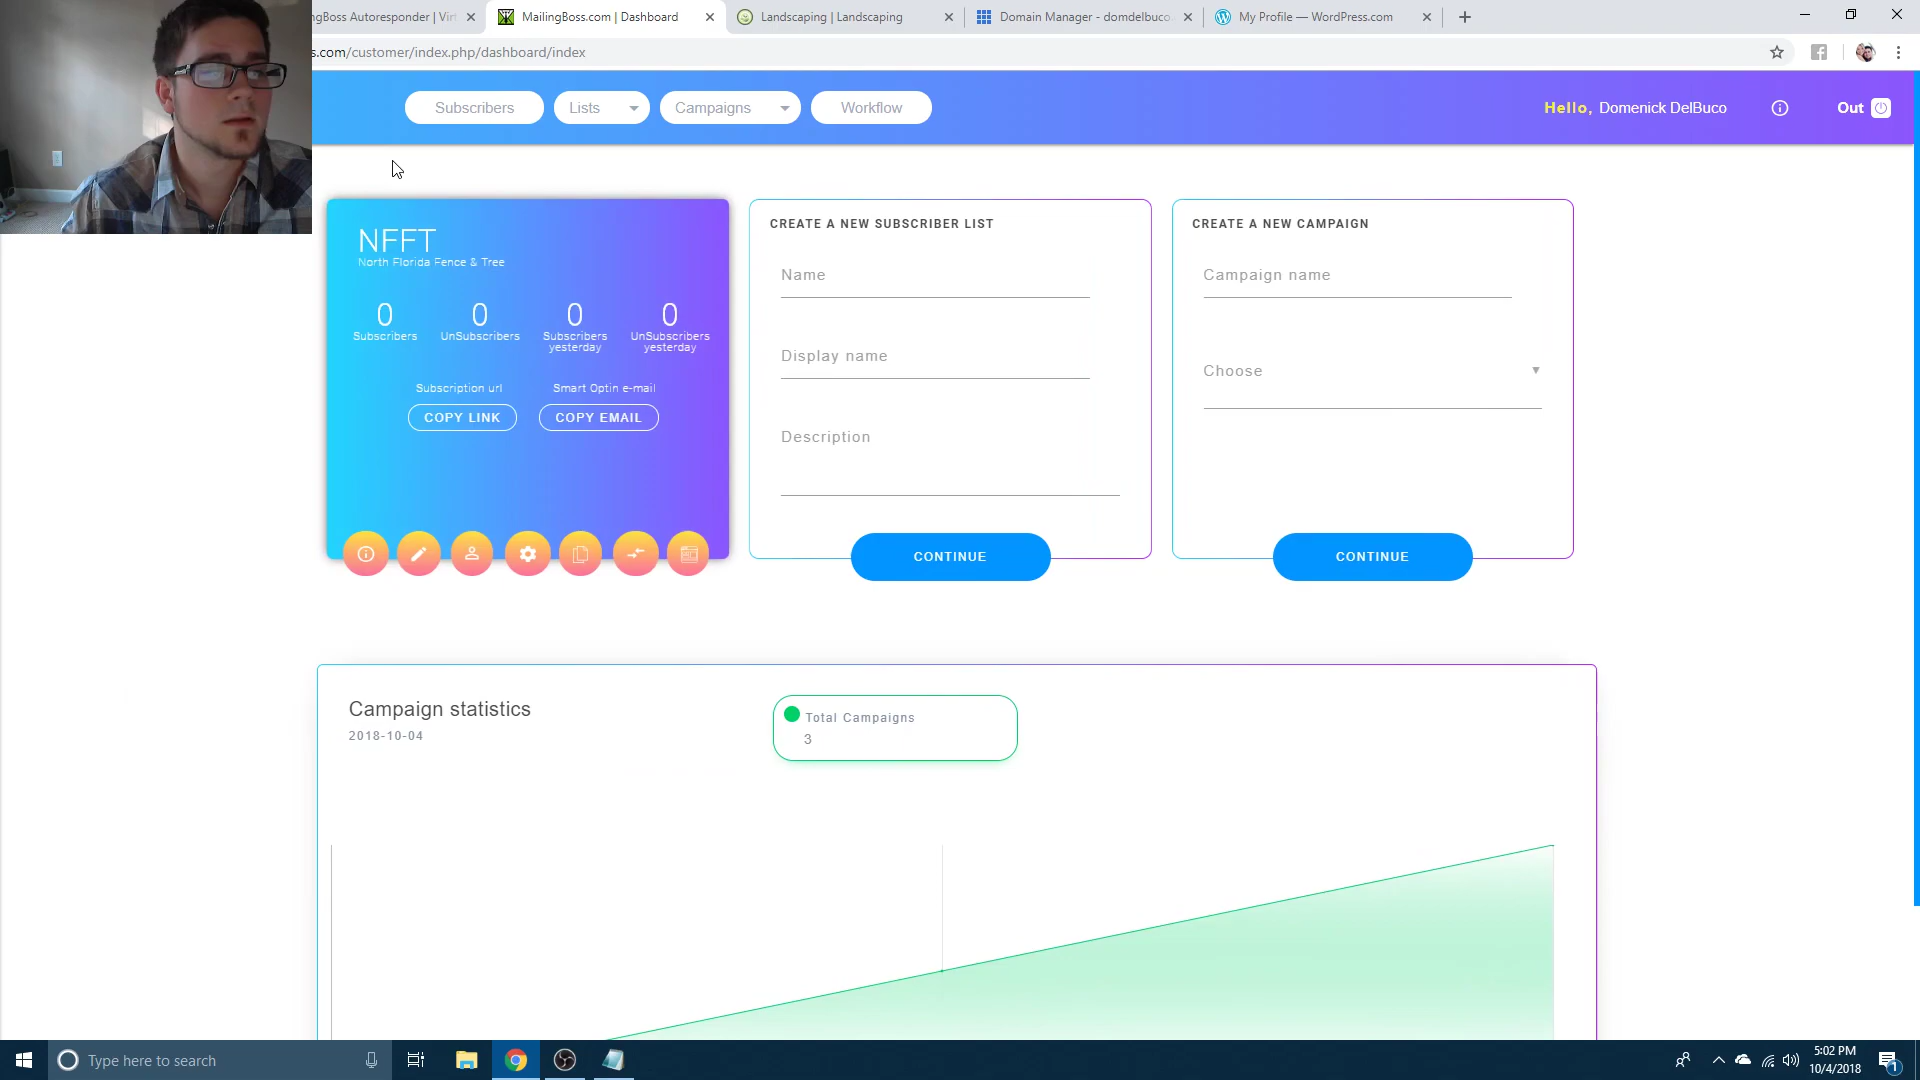 ngBoss Autoresponder | Virt
MailingBoss.com | Dashboard
Landscaping | Landscaping
Domain Manager - domdelbuco.
My Profile — WordPress.com
s.com/customer/index.php/dashboard/index
Subscribers
Lists
Campaigns
Workflow
Hello, Domenick DelBuco
Out
NFFT
North Florida Fence & Tree
0
0
0
0
Subscribers
UnSubscribers
Subscribers
yesterday
UnSubscribers
yesterday
Subscription url
Smart Optin e-mail
COPY LINK
COPY EMAIL
CREATE A NEW SUBSCRIBER LIST
Name
Display name
Description
CONTINUE
CREATE A NEW CAMPAIGN
Campaign name
Choose
CONTINUE
Campaign statistics
2018-10-04
Total Campaigns
3
Type here to search
5:02 PM
10/4/2018
1